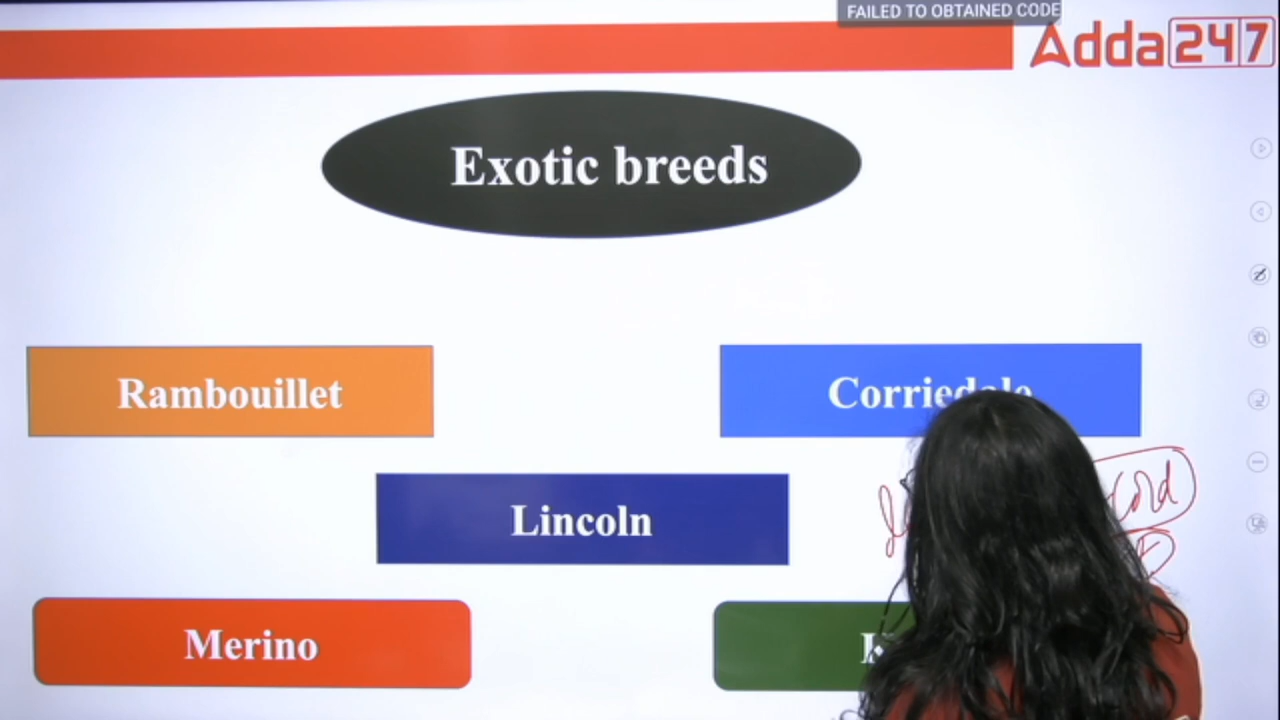 FAILED TO OBTAINED CODE
Adda247
Exotic breeds
Rambouillet
Corriedale
Lincoln
Merino